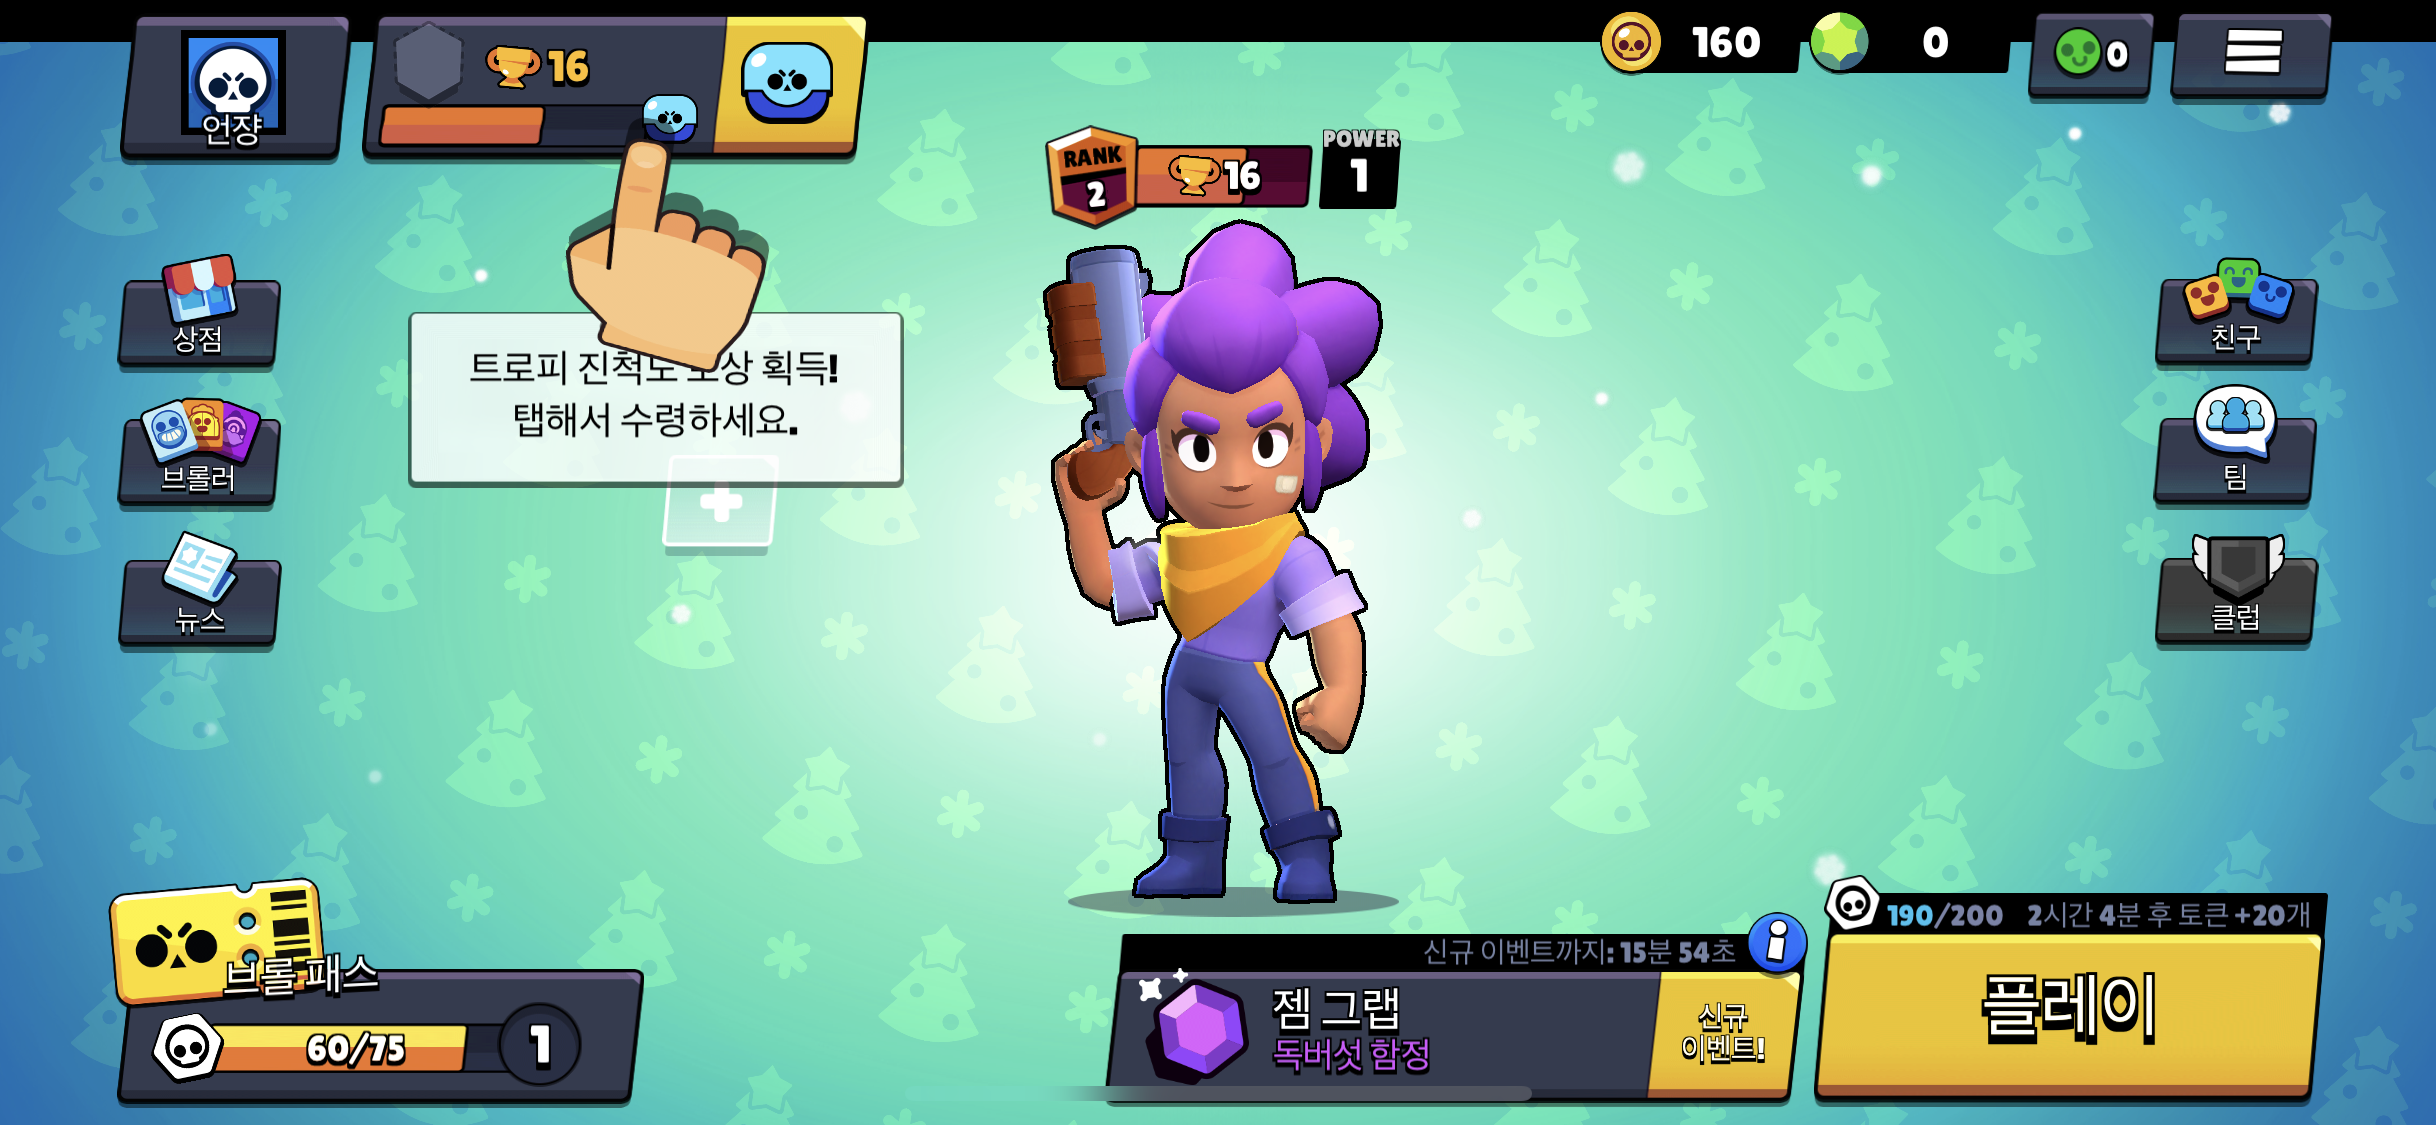 언쟝
16
160
0
0
RANK
2
16
POWER
1
상점
브롤러
뉴스
트로피 진척도 보상 획득!
탭해서 수령하세요.
친구
팀
클럽
브롤 패스
60/75
1
신규 이벤트까지: 15분 54초
젬 그랩
독버섯 함정
신규
이벤트!
190/200 2시간 4분 후 토큰 +20개
플레이